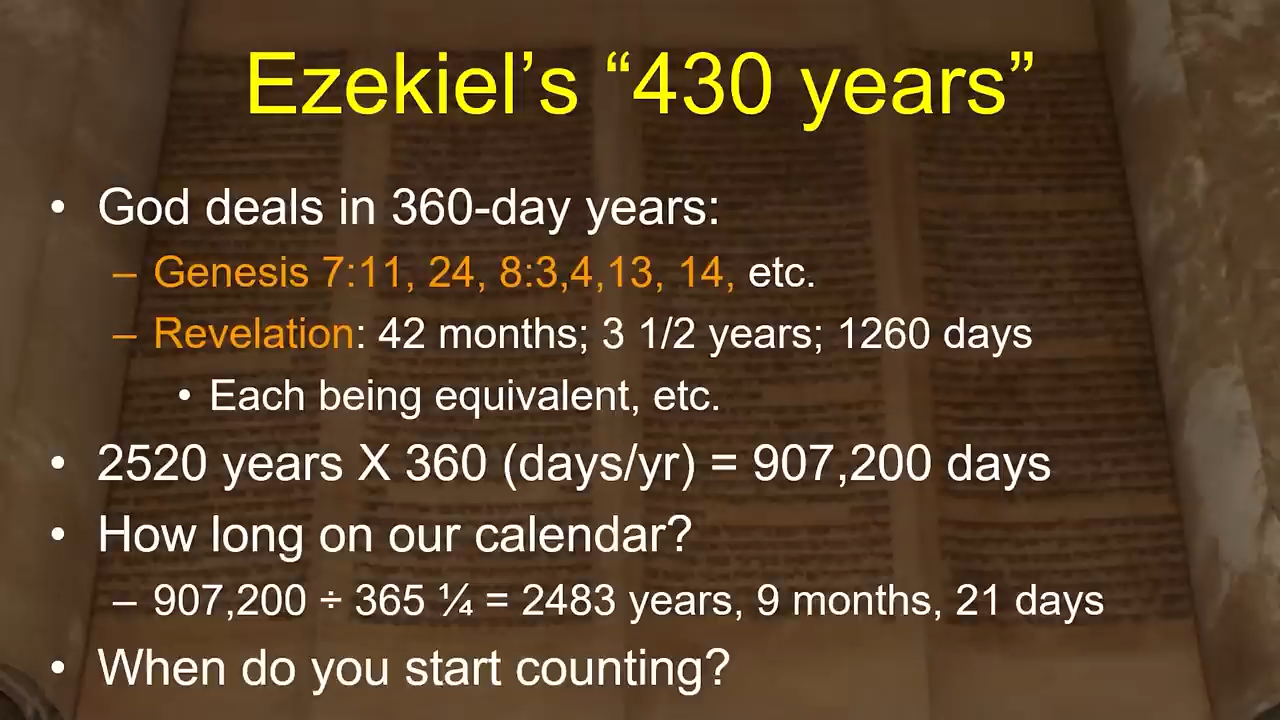 Ezekiel’s “430 years”
• God deals in 360-day years:
– Genesis 7:11, 24, 8:3,4,13, 14, etc.
– Revelation: 42 months; 3 1/2 years; 1260 days
• Each being equivalent, etc.
• 2520 years X 360 (days/yr) = 907,200 days
• How long on our calendar?
– 907,200 ÷ 365 ¼ = 2483 years, 9 months, 21 days
• When do you start counting?